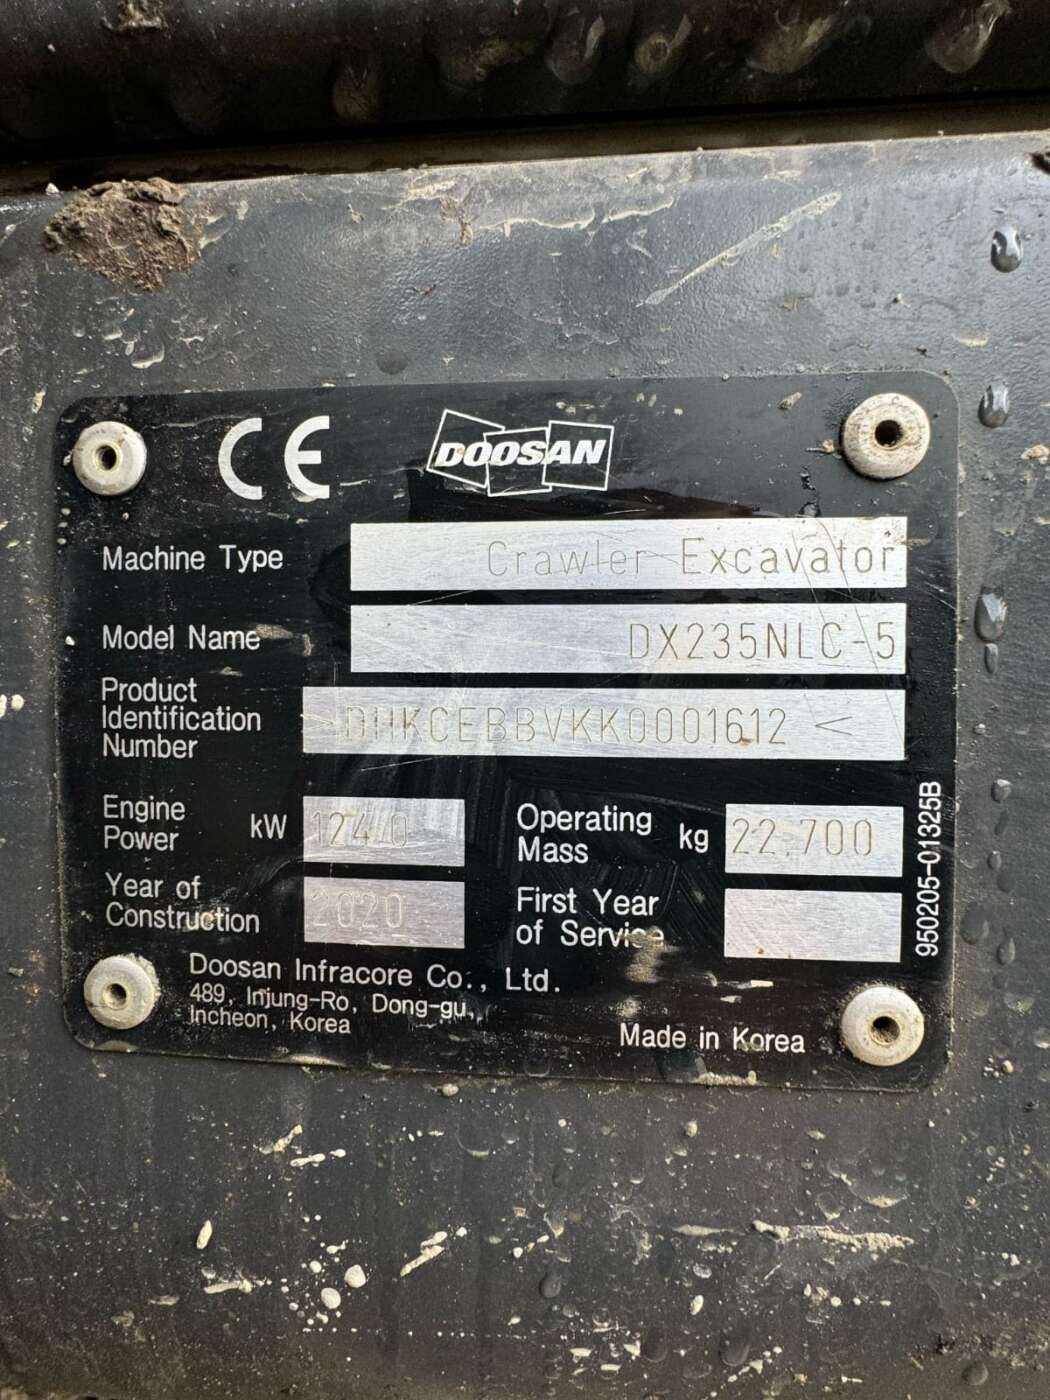 CE DOOSAN
Machine Type Crawler Excavator
Model Name DX235NLC-5
Product
Identification
Number >DHKCEBBVKK0001612 <
Engine
Power kW 124.0
Operating
Mass kg 22.700
Year of
Construction 2020
First Year
of Service
Doosan Infracore Co., Ltd.
489, Injung-Ro, Dong-gu,
Incheon, Korea
Made in Korea
950205-01325B